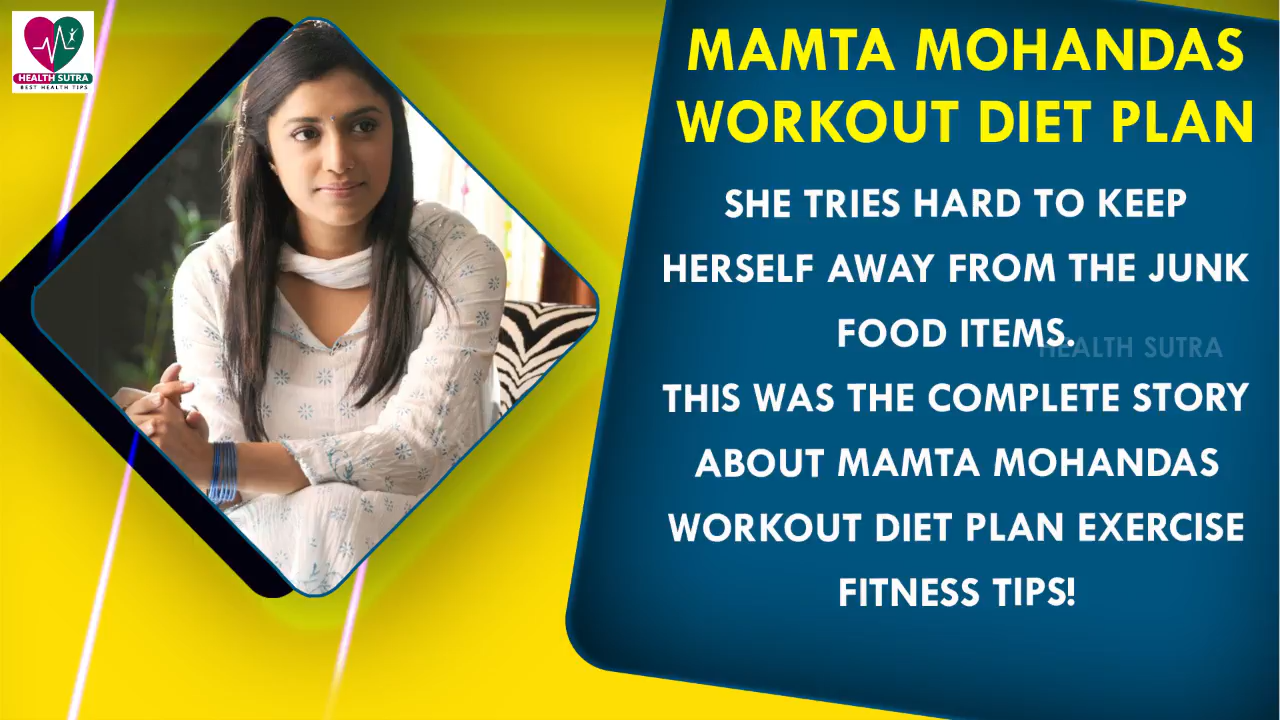 HEALTH SUTRA
BEST HEALTH TIPS
MAMTA MOHANDAS
WORKOUT DIET PLAN
SHE TRIES HARD TO KEEP
HERSELF AWAY FROM THE JUNK
FOOD ITEMS.
HEALTH SUTRA
THIS WAS THE COMPLETE STORY
ABOUT MAMTA MOHANDAS
WORKOUT DIET PLAN EXERCISE
FITNESS TIPS!